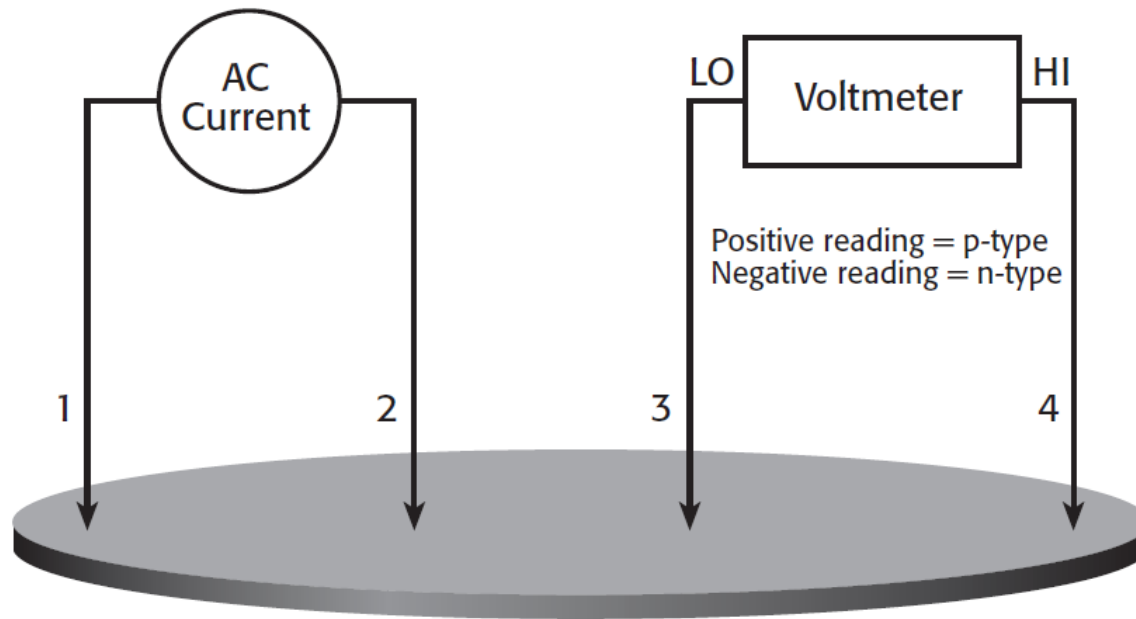 AC
Current
LO
Voltmeter
HI
Positive reading = p-type
Negative reading = n-type
1
2
3
4